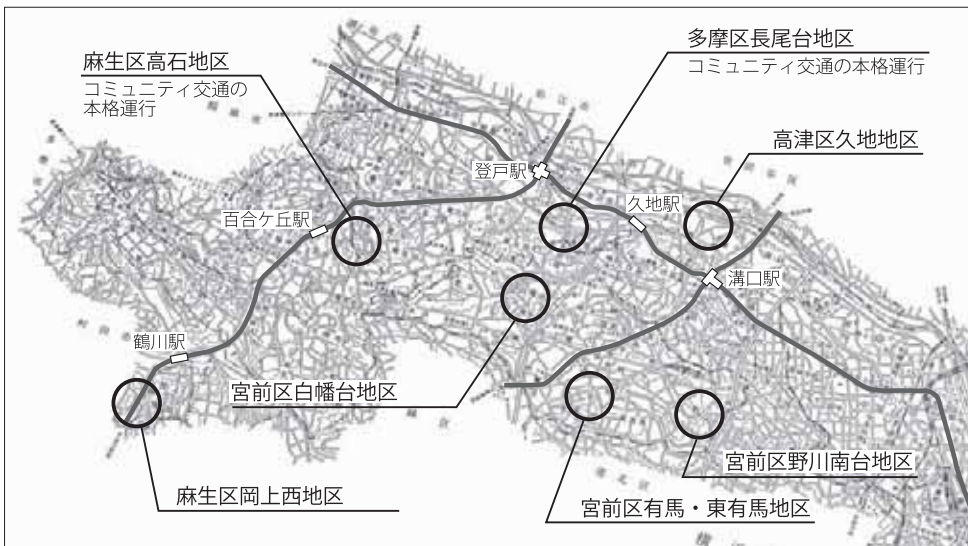 麻生区高石地区
コミュニティ交通の
本格運行
多摩区長尾台地区
コミュニティ交通の本格運行
高津区久地地区
登戸駅
久地駅
百合ケ丘駅
溝口駅
鶴川駅
宮前区白幡台地区
宮前区野川南台地区
麻生区岡上西地区
宮前区有馬・東有馬地区